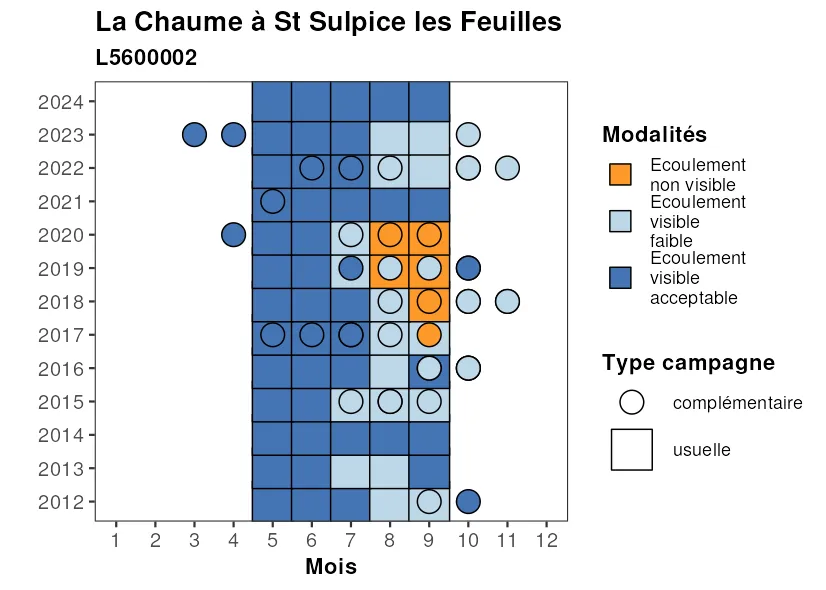 La Chaume à St Sulpice les Feuilles
L5600002
2024
2023
2022
2021
2020
2019
2018
2017
2016
2015
2014
2013
2012
1 2 3 4 5 6 7 8 9 10 11 12
Mois
Modalités
Ecoulement
non visible
Ecoulement
visible
faible
Ecoulement
visible
acceptable
Type campagne
complémentaire
usuelle